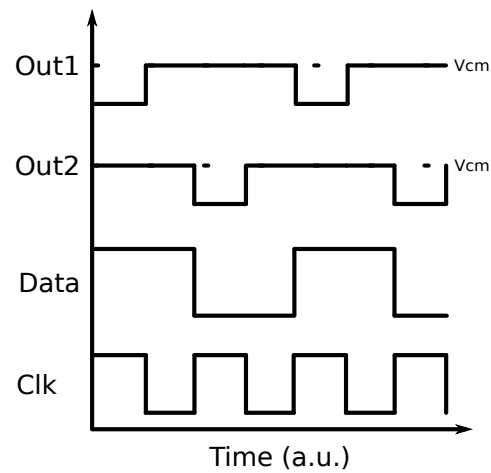 Out1
Vcm
Out2
Vcm
Data
Clk
Time (a.u.)